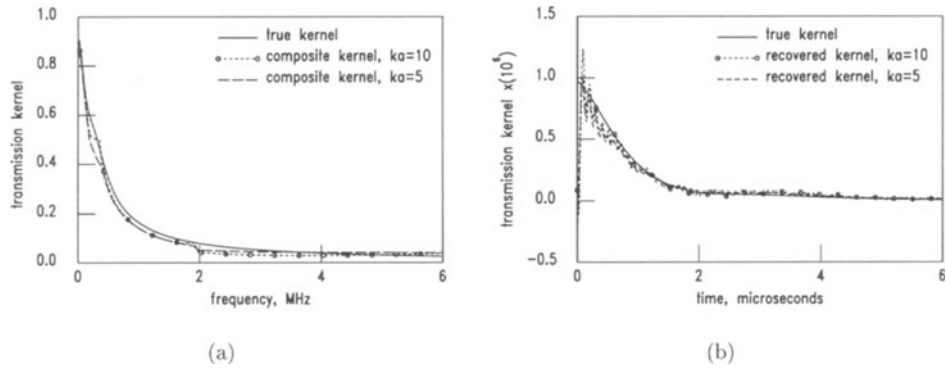 1.0
0.8
0.6
0.4
0.2
0.0
transmission kernel
true kernel
composite kernel, ka=10
composite kernel, ka=5
0
2
4
6
frequency, MHz
(a)
1.5
1.0
0.5
0.0
−0.5
transmission kernel x(10⁶)
true kernel
recovered kernel, ka=10
recovered kernel, ka=5
0
2
4
6
time, microseconds
(b)